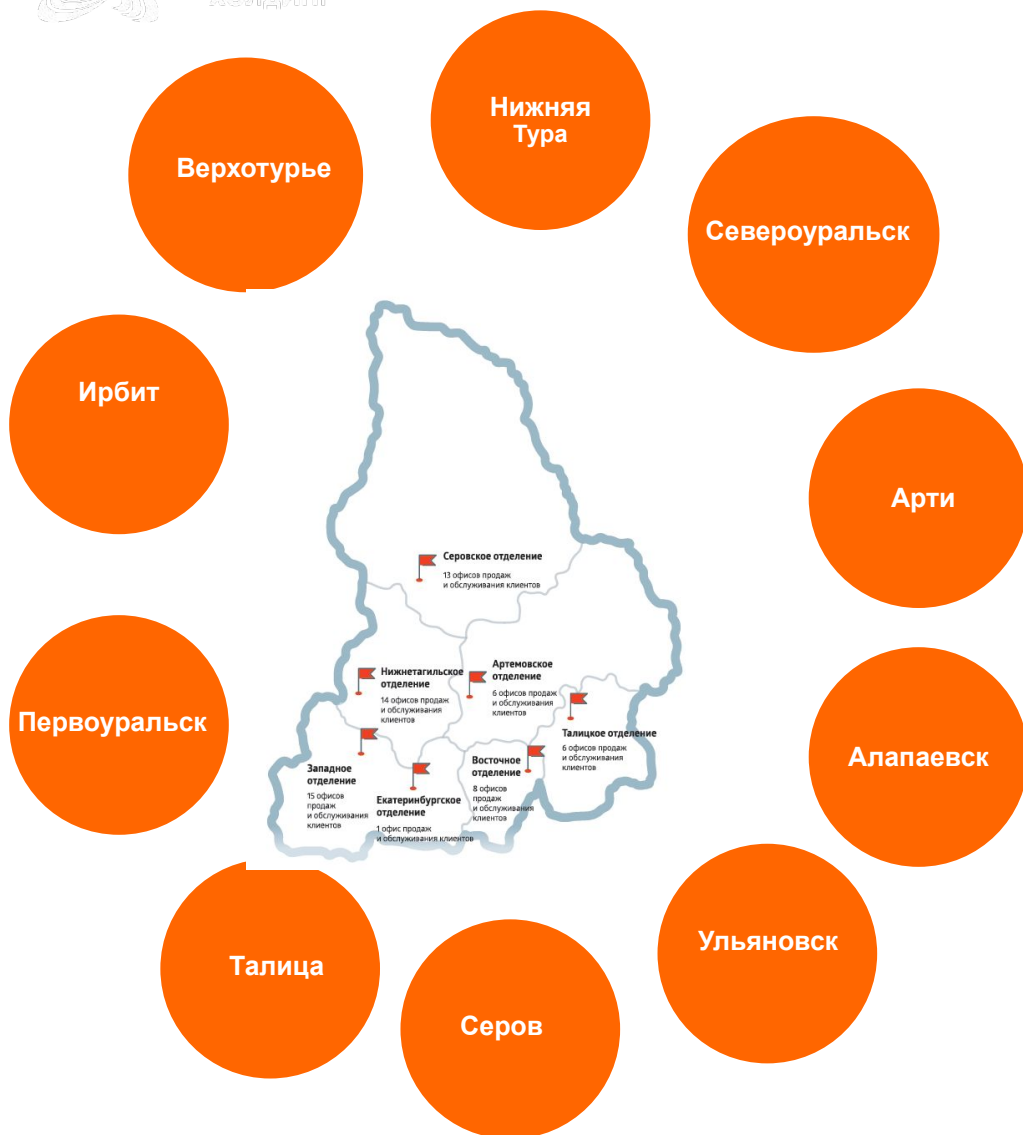 Нижняя
Тура
Верхотурье
Североуральск
Ирбит
Арти
Серовское отделение
13 офисов продаж
и обслуживания клиентов
Нижнетагильское
отделение
14 офисов продаж
и обслуживания
клиентов
Артемовское
отделение
6 офисов продаж
и обслуживания
клиентов
Талицкое отделение
6 офисов продаж
и обслуживания
клиентов
Западное
отделение
15 офисов
продаж
и обслуживания
клиентов
Екатеринбургское
отделение
1 офис продаж
и обслуживания клиентов
Восточное
отделение
8 офисов
продаж
и обслуживания
клиентов
Первоуральск
Алапаевск
Ульяновск
Талица
Серов